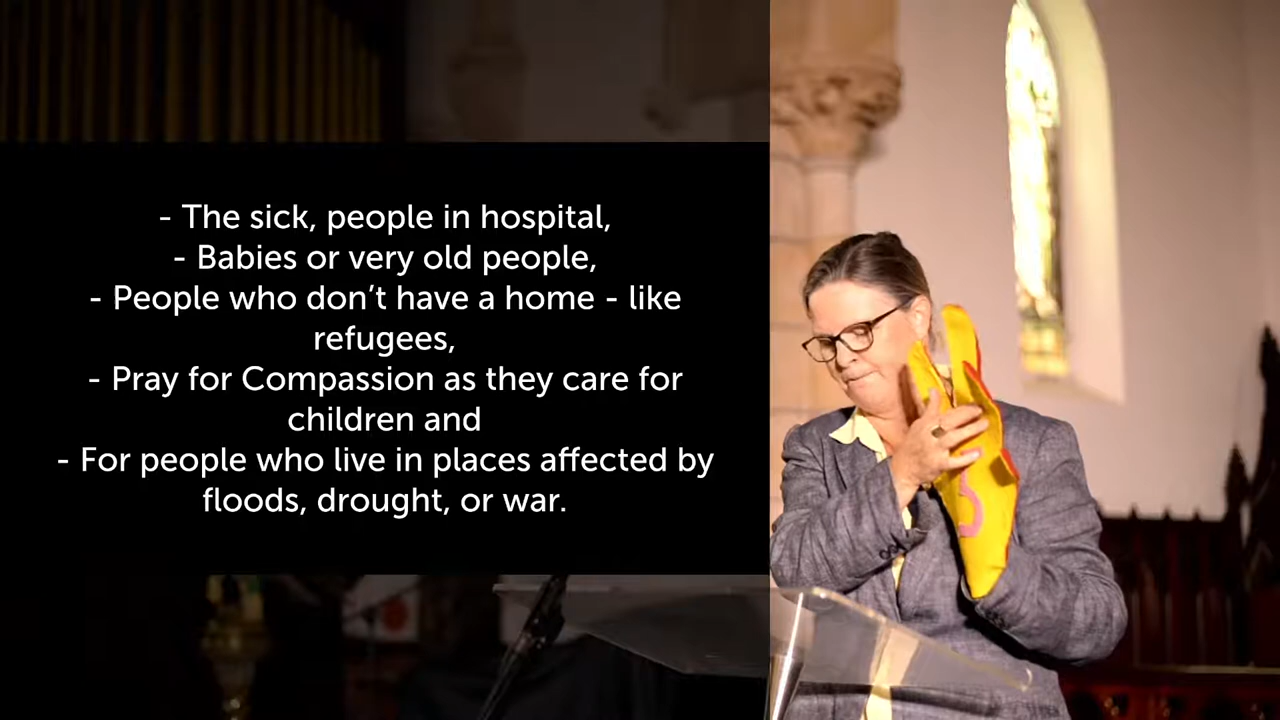 - The sick, people in hospital,
- Babies or very old people,
- People who don’t have a home - like
refugees,
- Pray for Compassion as they care for
children and
- For people who live in places affected by
floods, drought, or war.
5